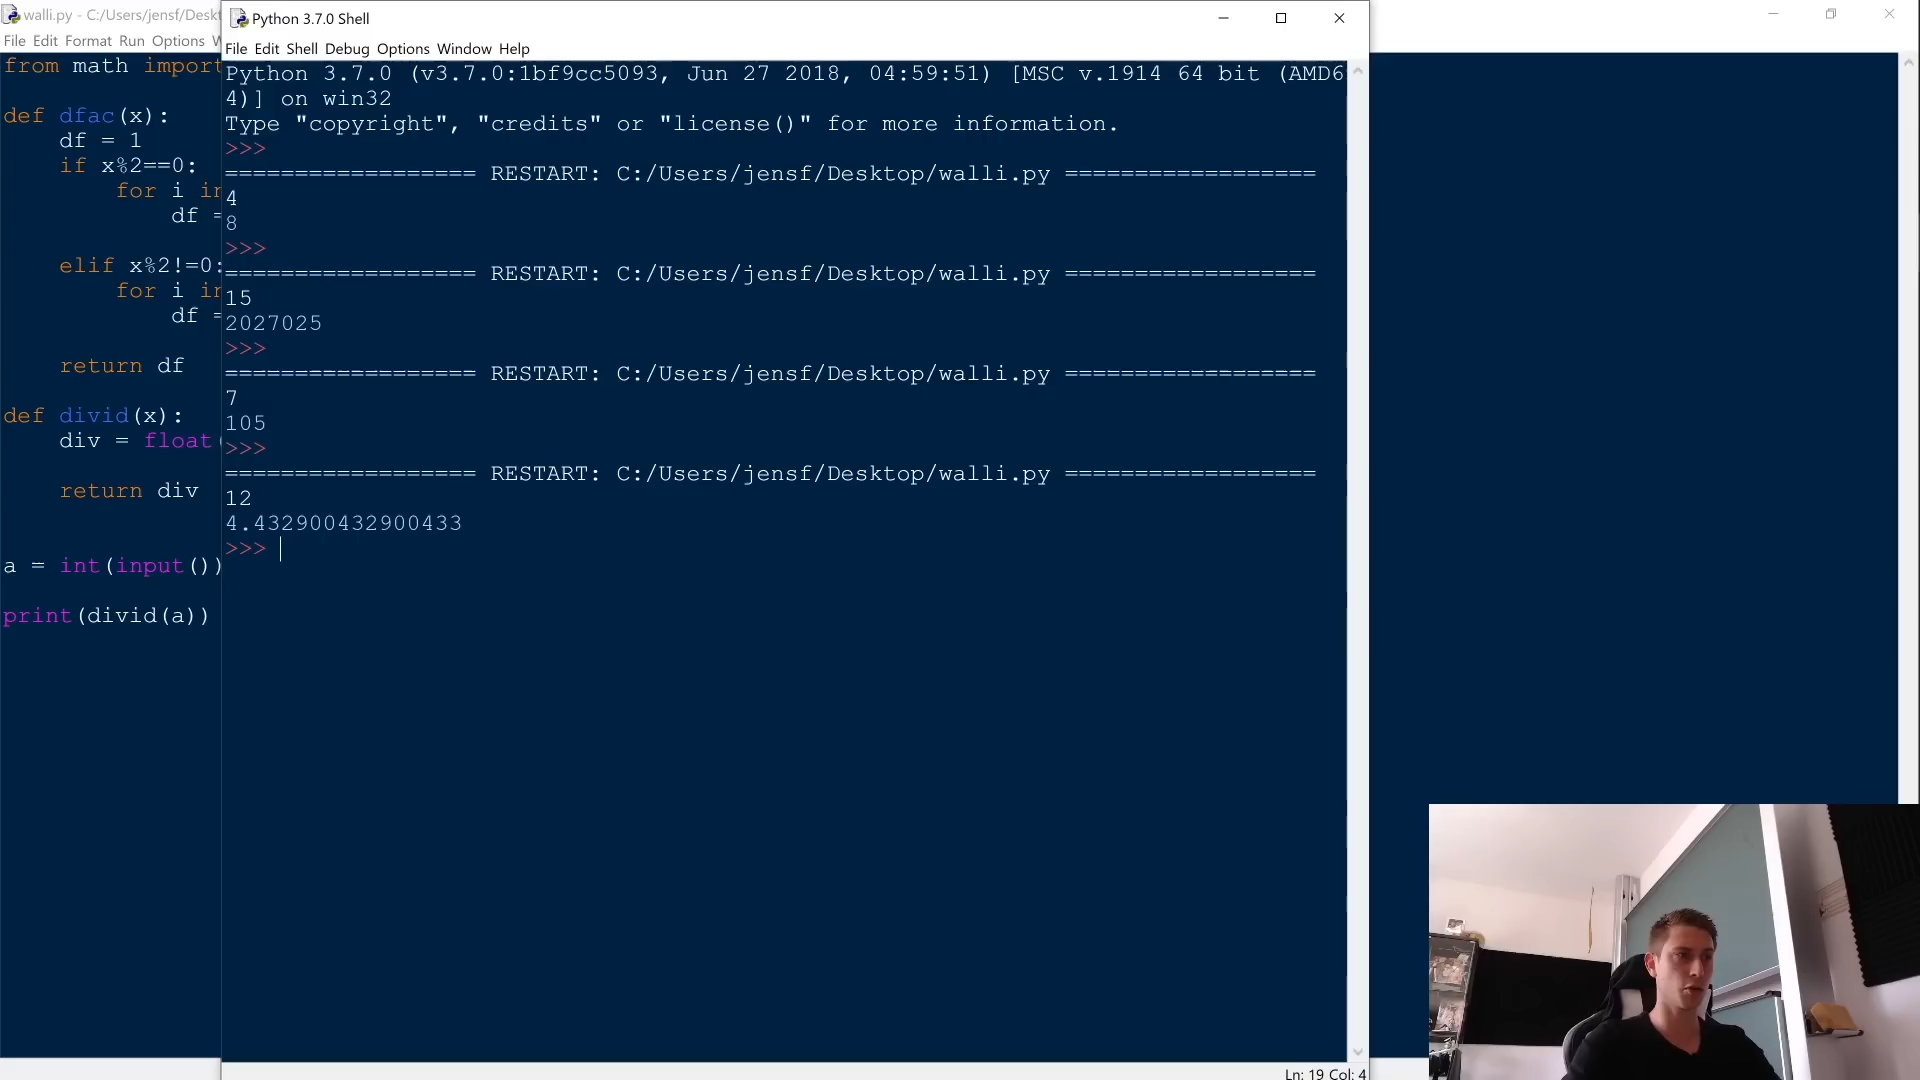 walli.py - C:/Users/jensf/Deskt
File Edit Format Run Options W
from math import
def dfac(x):
df = 1
if x%2==0:
for i in
df =
elif x%2!=0:
for i in
df =
return df
def divid(x):
div = float(
return div
a = int(input())
print(divid(a))
Python 3.7.0 Shell
File Edit Shell Debug Options Window Help
Python 3.7.0 (v3.7.0:1bf9cc5093, Jun 27 2018, 04:59:51) [MSC v.1914 64 bit (AMD6
4)] on win32
Type "copyright", "credits" or "license()" for more information.
>>>
================== RESTART: C:/Users/jensf/Desktop/walli.py ==================
4
8
>>>
================== RESTART: C:/Users/jensf/Desktop/walli.py ==================
15
2027025
>>>
================== RESTART: C:/Users/jensf/Desktop/walli.py ==================
7
105
>>>
================== RESTART: C:/Users/jensf/Desktop/walli.py ==================
12
4.432900432900433
>>>
Ln: 19 Col: 4